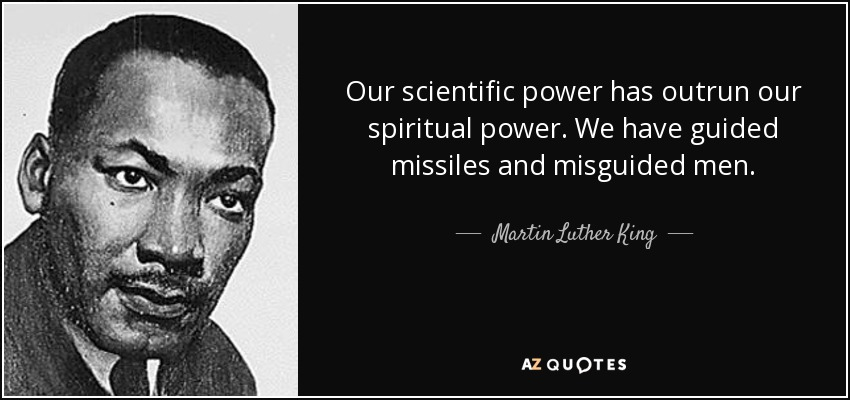 Our scientific power has outrun our
spiritual power. We have guided
missiles and misguided men.
Martin Luther King
AZ QUOTES